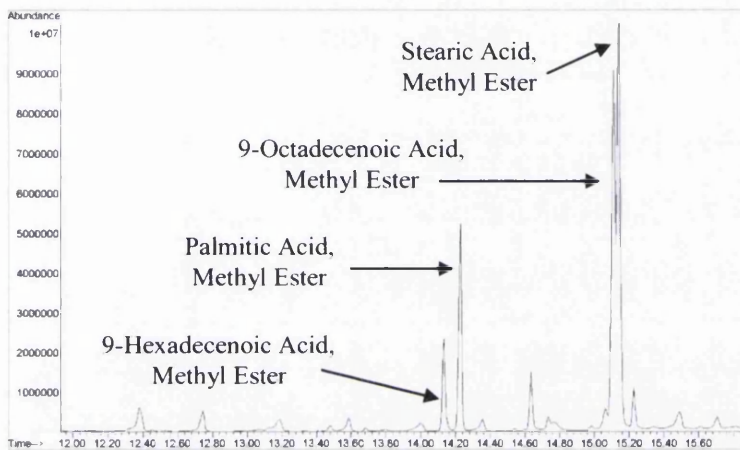 Abundance
1e+07
9000000
8000000
7000000
6000000
5000000
4000000
3000000
2000000
1000000
Stearic Acid,
Methyl Ester
9-Octadecenoic Acid,
Methyl Ester
Palmitic Acid,
Methyl Ester
9-Hexadecenoic Acid,
Methyl Ester
Time-->
12.00 12.20 12.40 12.60 12.80 13.00 13.20 13.40 13.60 13.80 14.00 14.20 14.40 14.60 14.80 15.00 15.20 15.40 15.60